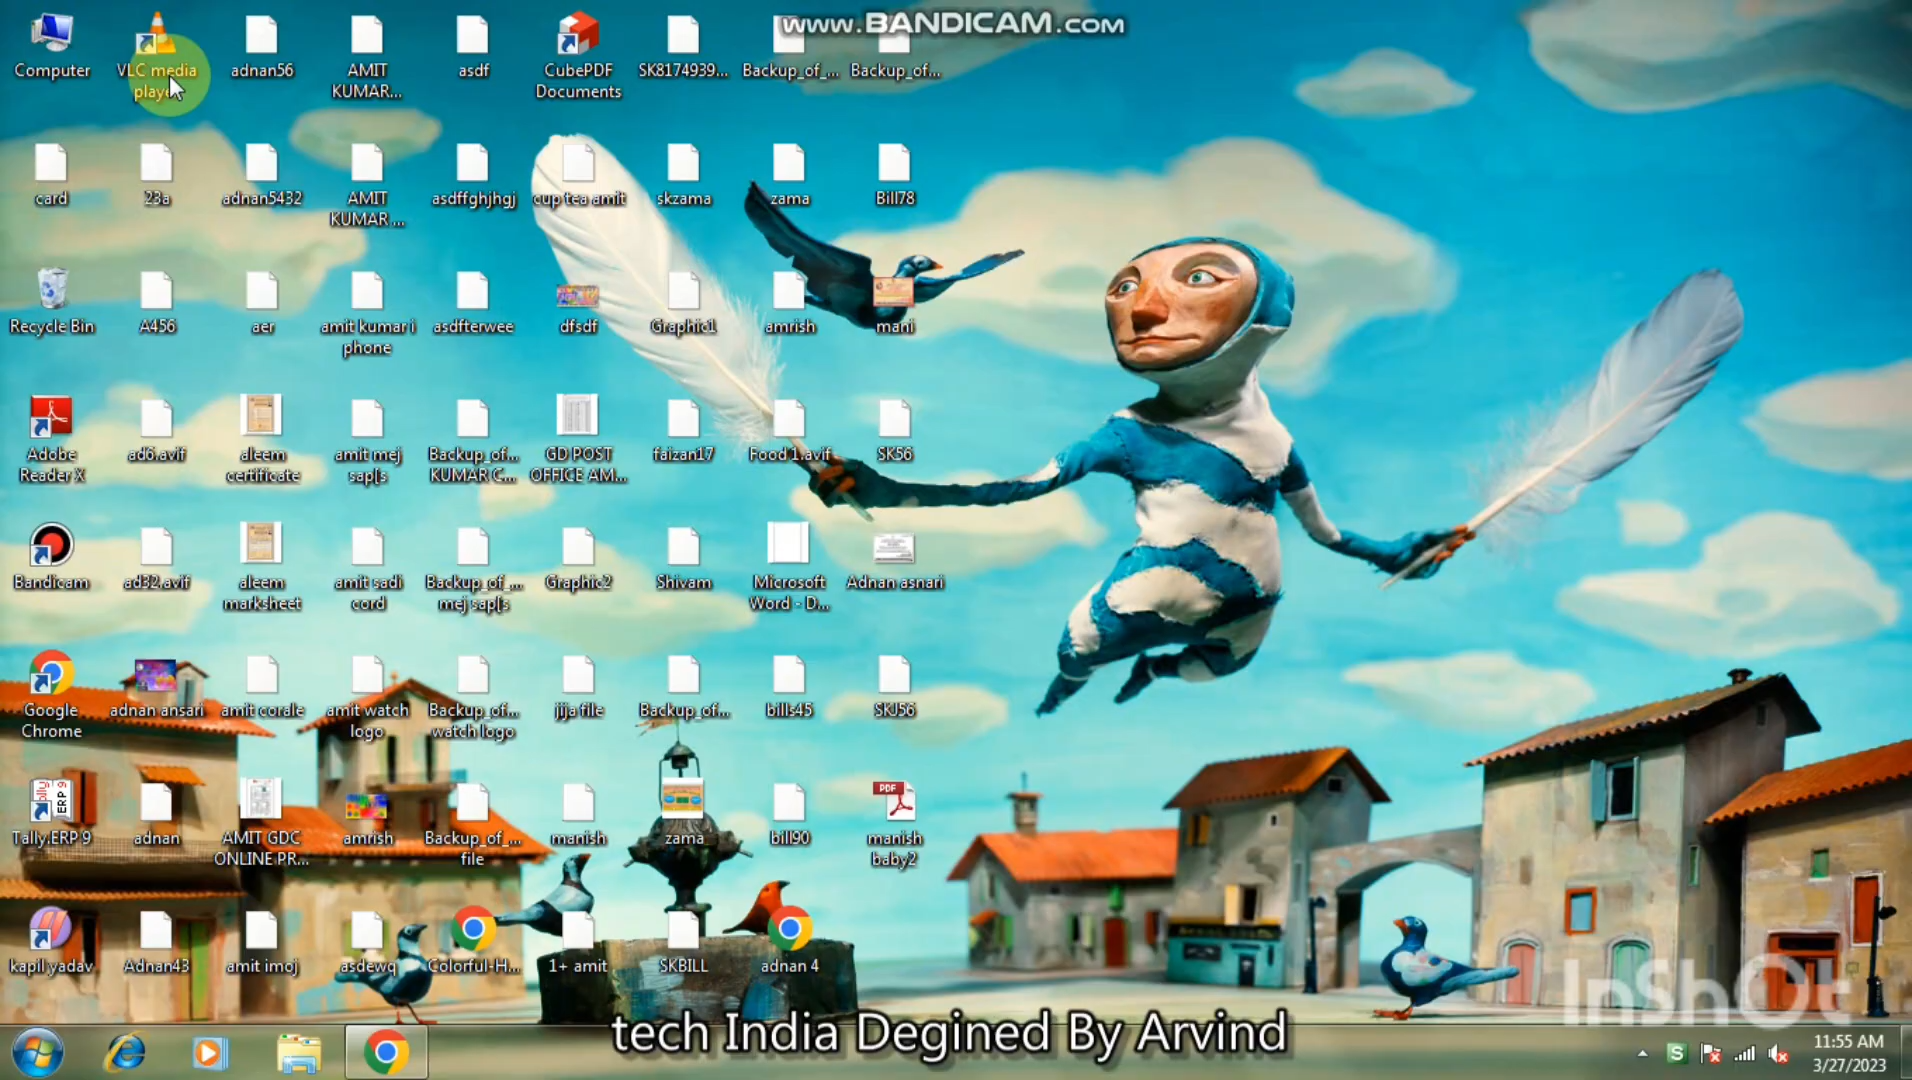 www.BANDICAM.com
Computer
VLC media
player
adnan56
AMIT
KUMAR...
asdf
CubePDF
Documents
SK8174939...
Backup_of_...
Backup_of...
card
23a
adnan5432
AMIT
KUMAR ...
asdffghjhgj
cup tea amit
skzama
zama
Bill78
Recycle Bin
A456
aer
amit kumar i
phone
asdfterwee
dfsdf
Graphic1
amrish
mani
Adobe
Reader X
ad6.avif
aleem
certificate
amit mej
sap[s
Backup_of...
KUMAR C...
GD POST
OFFICE AM...
faizan17
Food 1.avif
SK56
Bandicam
ad32.avif
aleem
marksheet
amit sadi
cord
Backup_of_...
mej sap[s
Graphic2
Shivam
Microsoft
Word - D...
Adnan asnari
Google
Chrome
adnan ansari
amit corale
amit watch
logo
Backup_of...
watch logo
jija file
Backup_of...
bills45
SKJ56
Tally.ERP 9
adnan
AMIT GDC
ONLINE PR...
amrish
Backup_of_...
file
manish
zama
bill90
PDF
manish
baby2
kapil yadav
Adnan43
amit imoj
asdewq
Colorful-H...
1+ amit
SKBILL
adnan 4
InShOt
tech India Degined By Arvind
S
11:55 AM
3/27/2023